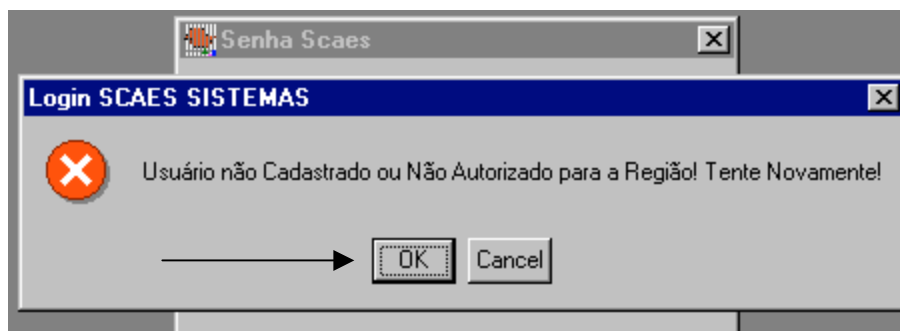 Senha Scaes
Login SCAES SISTEMAS
Usuário não Cadastrado ou Não Autorizado para a Região! Tente Novamente!
OK
Cancel